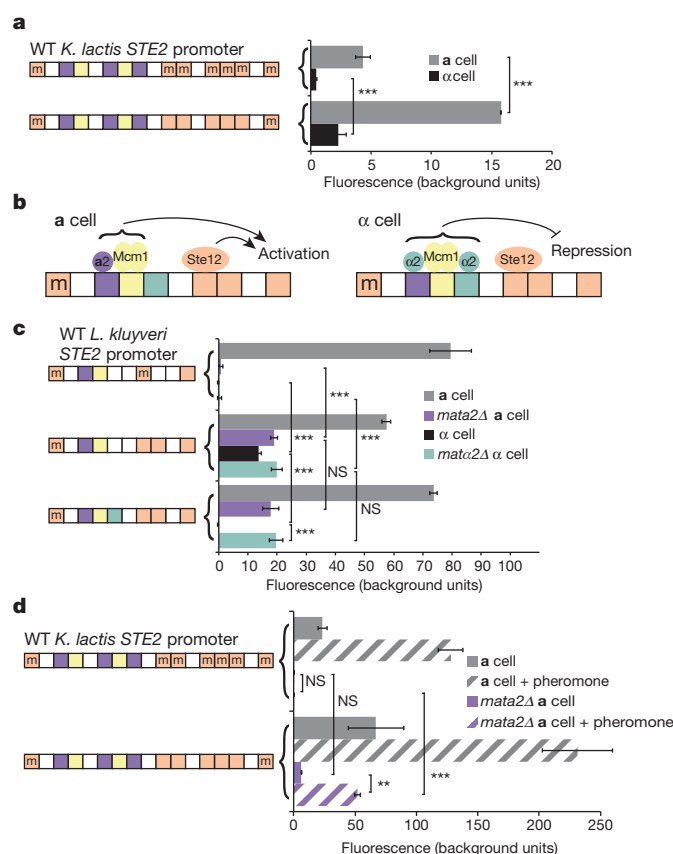 a
WT K. lactis STE2 promoter
m m m m m m m
m m
a cell
α cell
***
***
0 5 10 15 20
Fluorescence (background units)
b
a cell
a2 Mcm1 Ste12
Activation
m
α cell
α2 Mcm1 α2 Ste12
Repression
m
c
WT L. kluyveri
STE2 promoter
m m
m
m
a cell
mata2Δ a cell
α cell
matα2Δ α cell
***
*** ***
*** NS
NS
***
0 10 20 30 40 50 60 70 80 90 100
Fluorescence (background units)
d
WT K. lactis STE2 promoter
m m m m m m m
m m
a cell
a cell + pheromone
mata2Δ a cell
mata2Δ a cell + pheromone
NS NS
** ***
0 50 100 150 200 250
Fluorescence (background units)